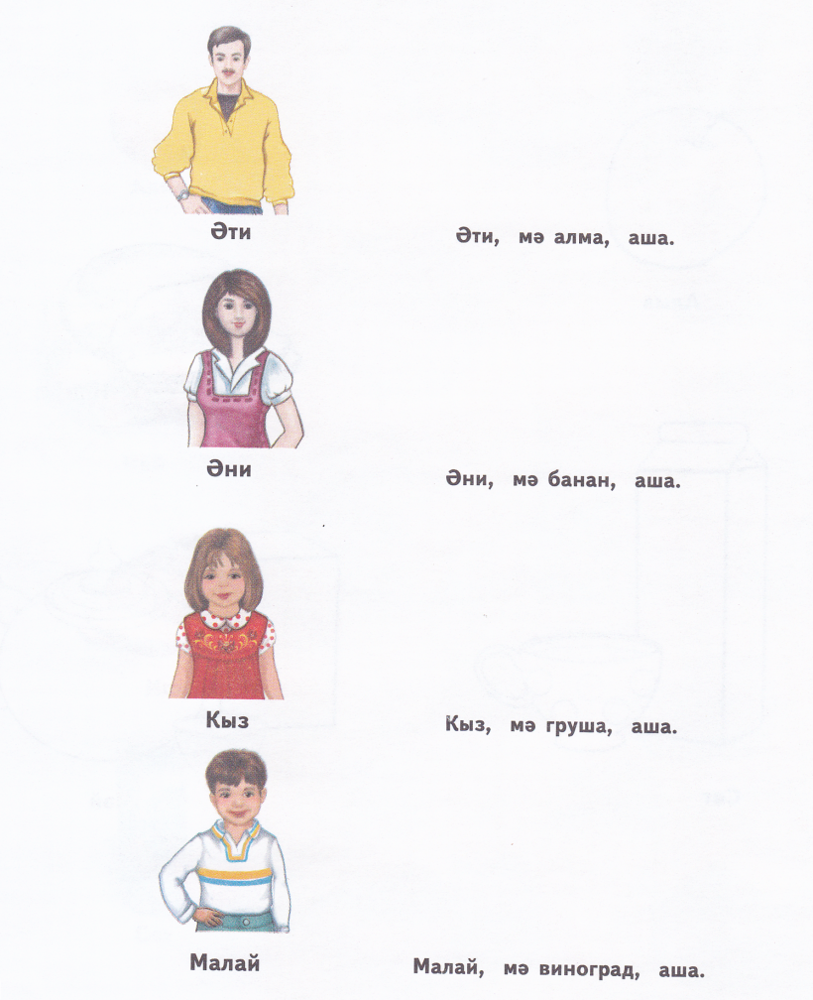 Әти
Әти, мә алма, аша.
Әни
Әни, мә банан, аша.
Кыз
Кыз, мә груша, аша.
Малай
Малай, мә виноград, аша.